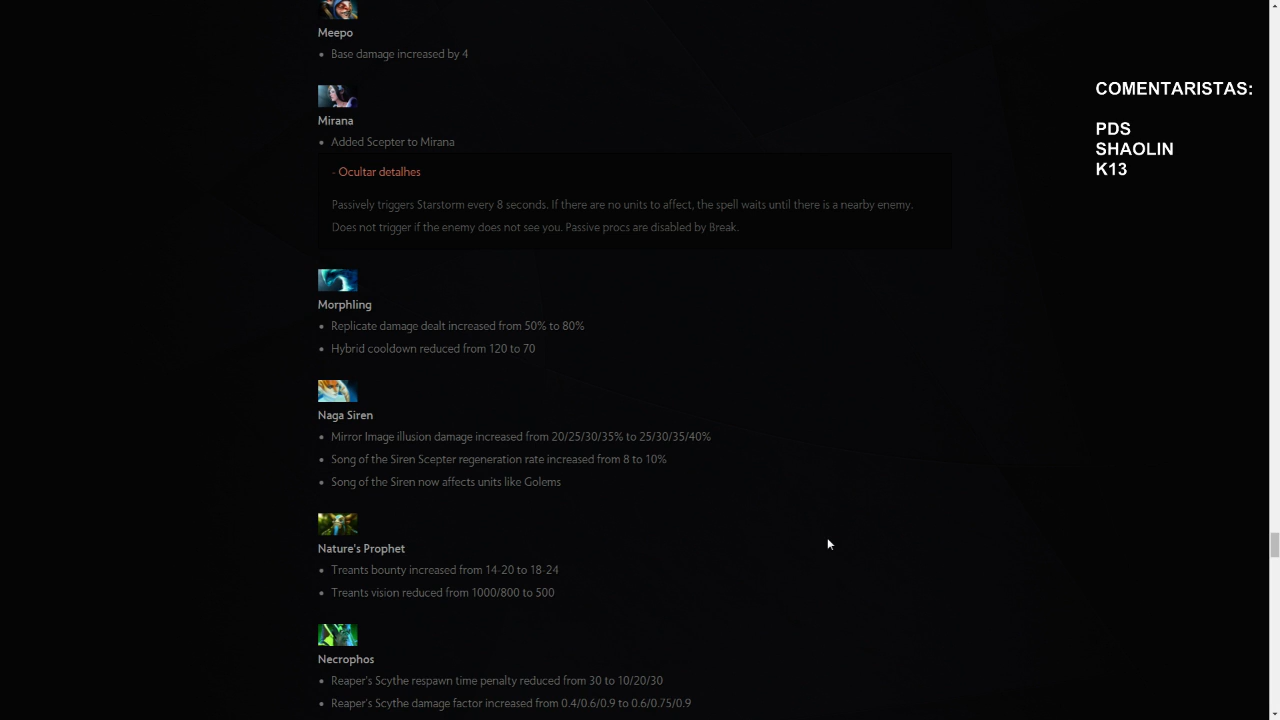 Meepo
• Base damage increased by 4
Mirana
• Added Scepter to Mirana
- Ocultar detalhes
Passively triggers Starstorm every 8 seconds. If there are no units to affect, the spell waits until there is a nearby enemy.
Does not trigger if the enemy does not see you. Passive procs are disabled by Break.
Morphling
• Replicate damage dealt increased from 50% to 80%
• Hybrid cooldown reduced from 120 to 70
Naga Siren
• Mirror Image illusion damage increased from 20/25/30/35% to 25/30/35/40%
• Song of the Siren Scepter regeneration rate increased from 8 to 10%
• Song of the Siren now affects units like Golems
Nature's Prophet
• Treants bounty increased from 14-20 to 18-24
• Treants vision reduced from 1000/800 to 500
Necrophos
• Reaper's Scythe respawn time penalty reduced from 30 to 10/20/30
• Reaper's Scythe damage factor increased from 0.4/0.6/0.9 to 0.6/0.75/0.9
COMENTARISTAS:
PDS
SHAOLIN
K13